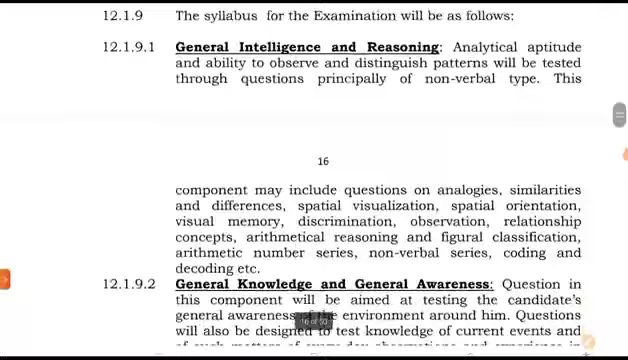 12.1.9 The syllabus for the Examination will be as follows:
12.1.9.1 General Intelligence and Reasoning: Analytical aptitude
and ability to observe and distinguish patterns will be tested
through questions principally of non-verbal type. This
16
component may include questions on analogies, similarities
and differences, spatial visualization, spatial orientation,
visual memory, discrimination, observation, relationship
concepts, arithmetical reasoning and figural classification,
arithmetic number series, non-verbal series, coding and
decoding etc.
12.1.9.2 General Knowledge and General Awareness: Question in
this component will be aimed at testing the candidate's
general awareness of the environment around him. Questions
will also be designed to test knowledge of current events and